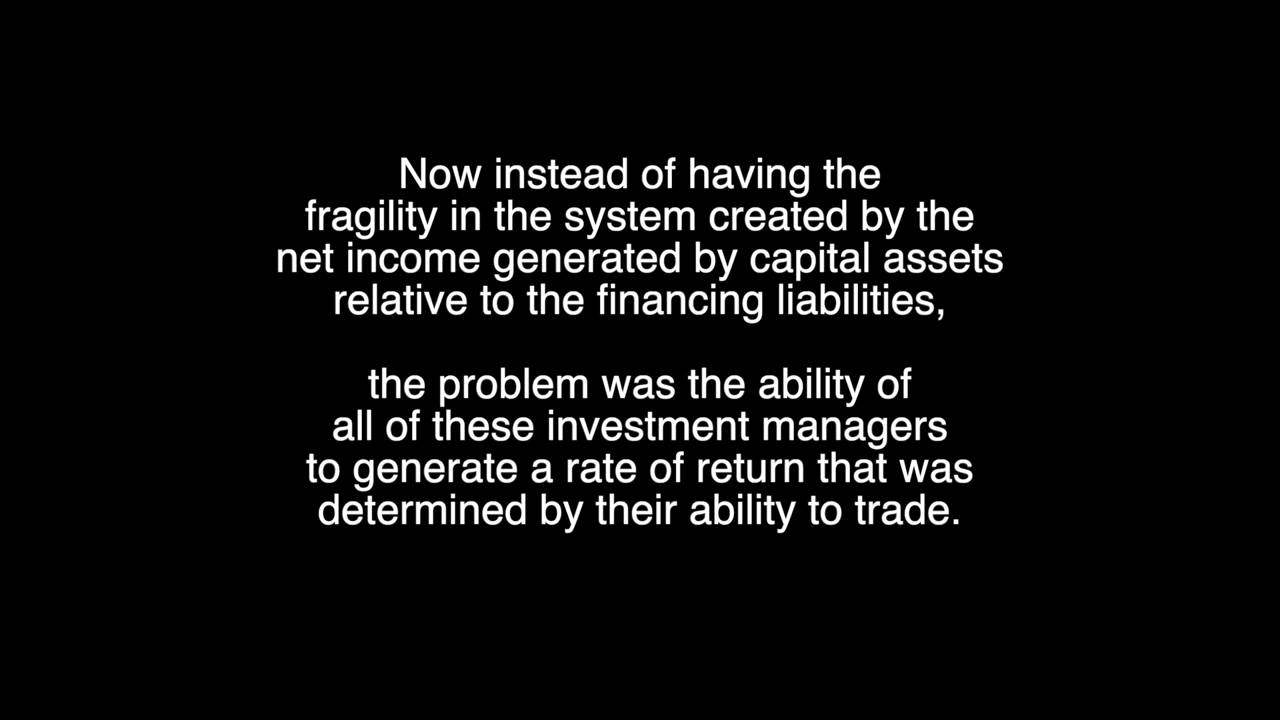 Now instead of having the
fragility in the system created by the
net income generated by capital assets
relative to the financing liabilities,
the problem was the ability of
all of these investment managers
to generate a rate of return that was
determined by their ability to trade.